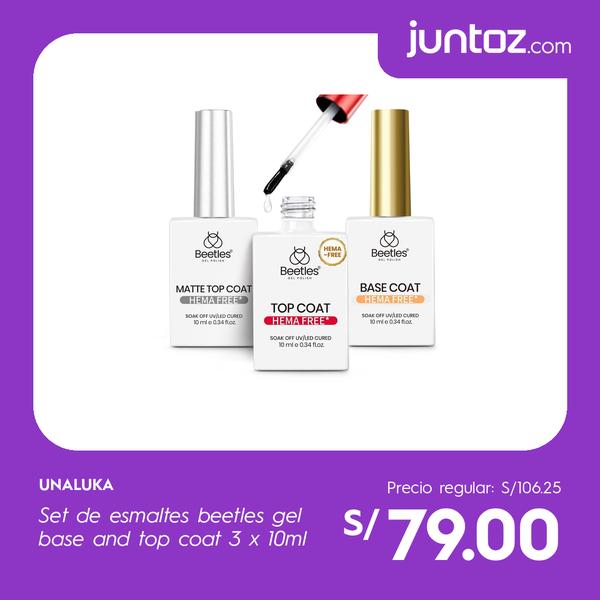 juntoz.com
Beetles®
GEL POLISH
MATTE TOP COAT
HEMA FREE*
SOAK OFF UV/LED CURED
10 ml e 0.34 fl.oz.
HEMA
-FREE
Beetles®
GEL POLISH
TOP COAT
HEMA FREE*
SOAK OFF UV/LED CURED
10 ml e 0.34 fl.oz.
Beetles®
GEL POLISH
BASE COAT
HEMA FREE*
SOAK OFF UV/LED CURED
10 ml e 0.34 fl.oz.
UNALUKA
Set de esmaltes beetles gel
base and top coat 3 x 10ml
Precio regular: S/106.25
S/79.00